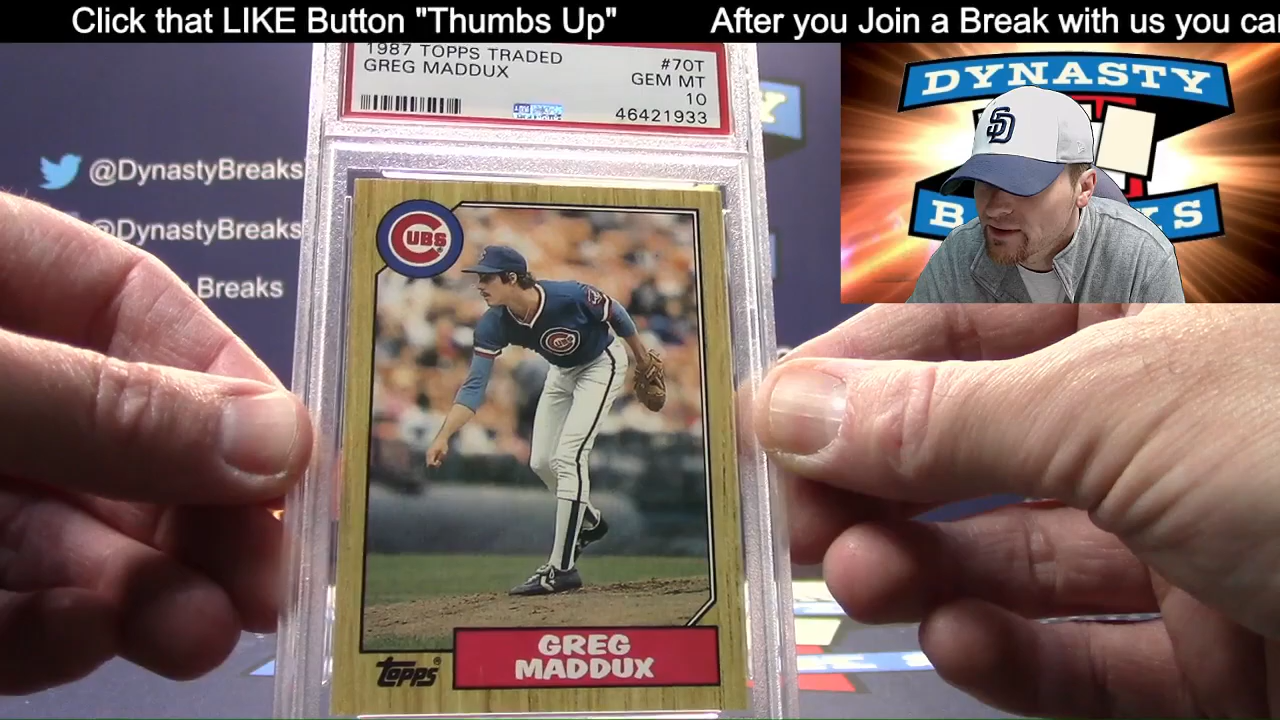 Click that LIKE Button "Thumbs Up"
After you Join a Break with us you
1987 TOPPS TRADED
GREG MADDUX
#70T
GEM MT
10
46421933
DYNASTY
SD
@DynastyBreaks
@DynastyBreaks
Breaks
CUBS
GREG
MADDUX
topps®